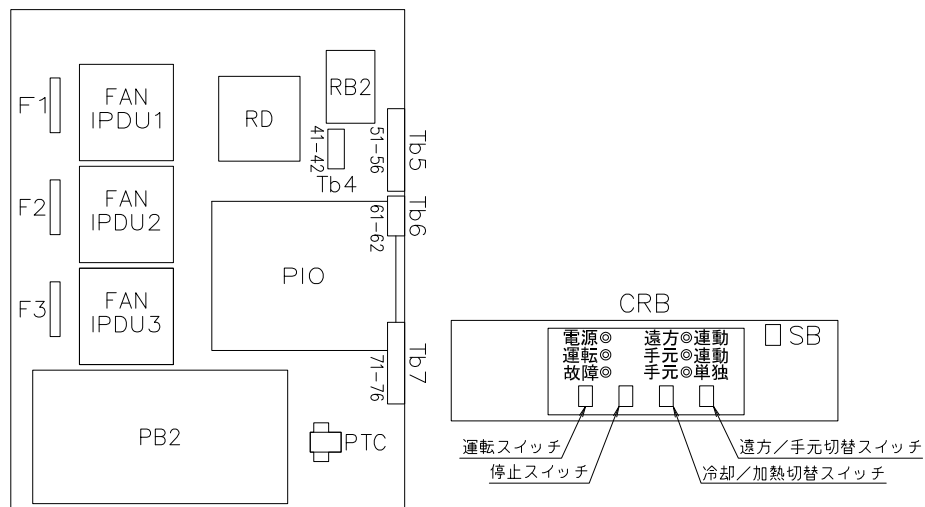 F1
FAN
IPDU1
RD
RB2
41-42
Tb4
51-56
Tb5
F2
FAN
IPDU2
61-62
Tb6
PIO
F3
FAN
IPDU3
71-76
Tb7
PB2
PTC
CRB
電源◎ 遠方◎連動
運転◎ 手元◎連動
故障◎ 手元◎単独
SB
運転スイッチ
遠方/手元切替スイッチ
停止スイッチ
冷却/加熱切替スイッチ